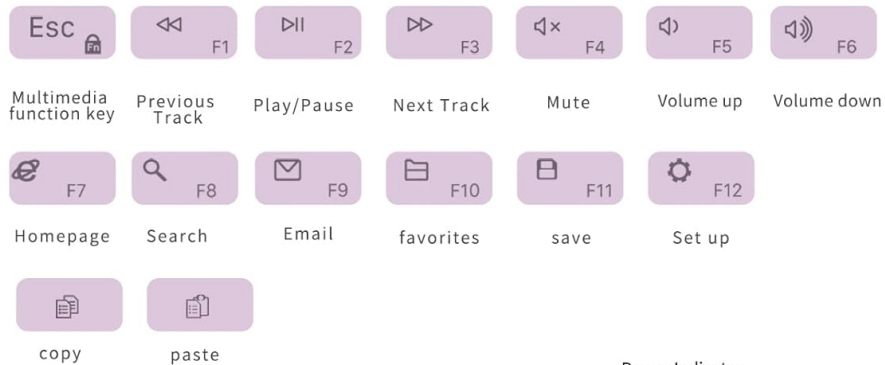 Esc Fn
F1
F2
F3
F4
F5
F6
Multimedia
function key
Previous
Track
Play/Pause
Next Track
Mute
Volume up
Volume down
F7
F8
F9
F10
F11
F12
Homepage
Search
Email
favorites
save
Set up
copy
paste